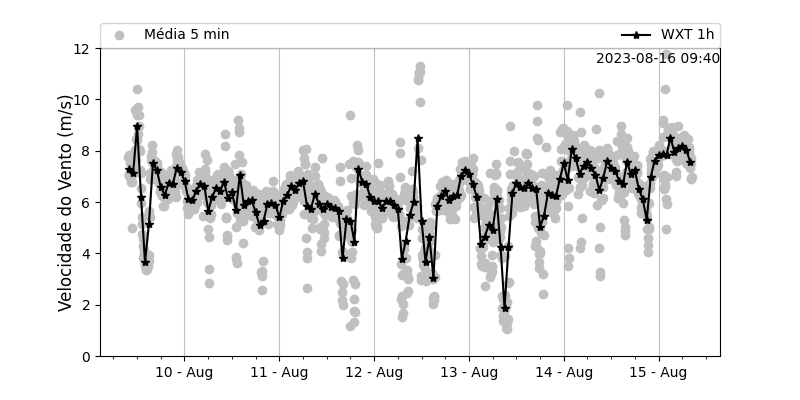 Média 5 min
WXT 1h
2023-08-16 09:40
Velocidade do Vento (m/s)
12
10
8
6
4
2
0
10 - Aug
11 - Aug
12 - Aug
13 - Aug
14 - Aug
15 - Aug